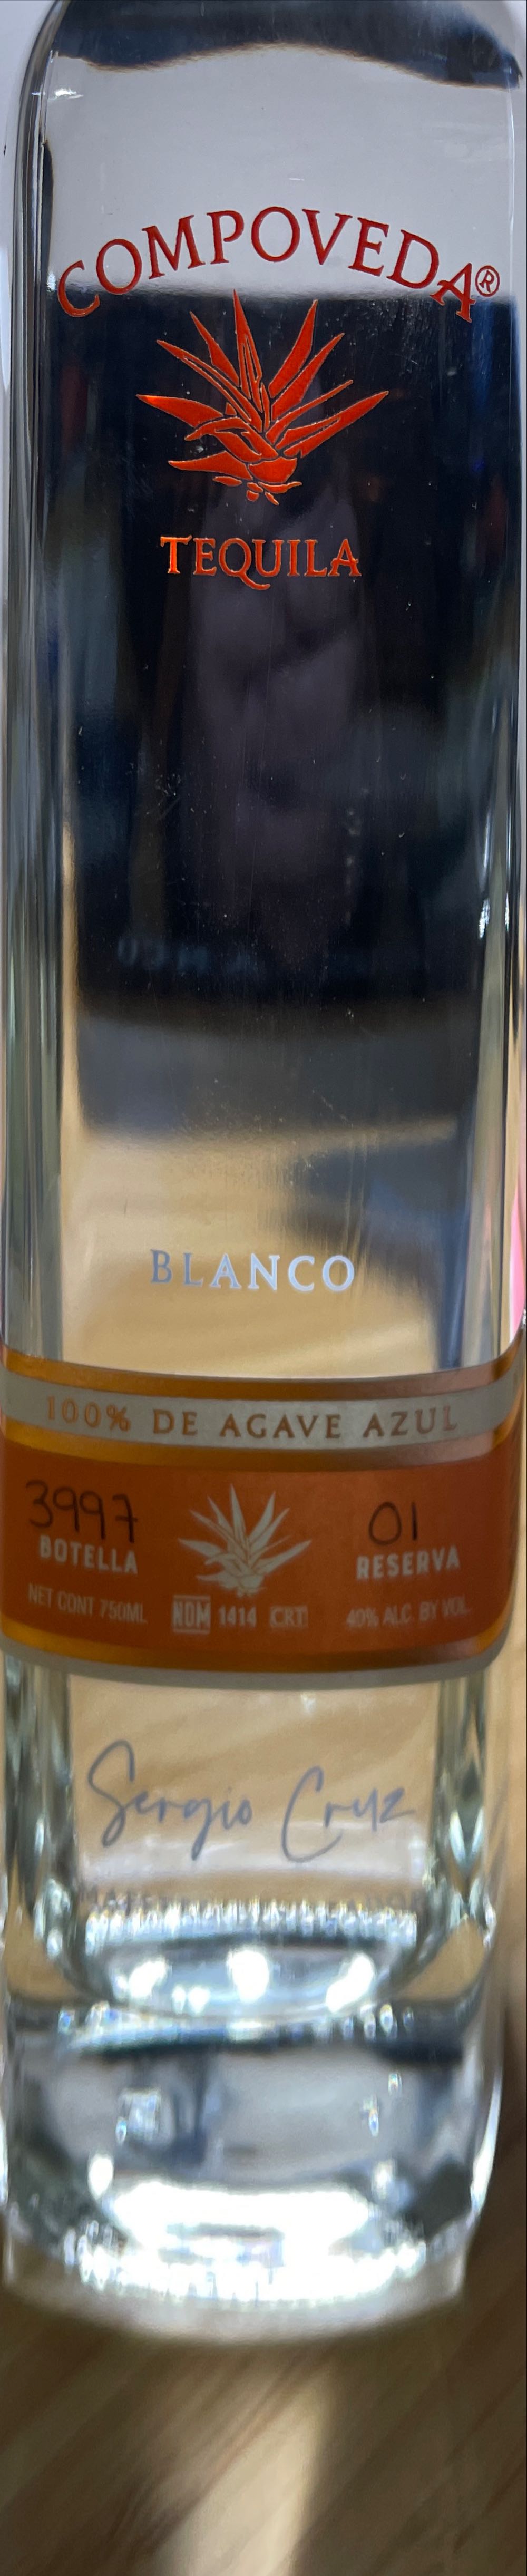 COMPOVEDA®
TEQUILA
BLANCO
100% DE AGAVE AZUL
3997 01
BOTELLA RESERVA
NET CONT 750ML NOM 1414 CRT 40% ALC. BY VOL.
Sergio Cruz